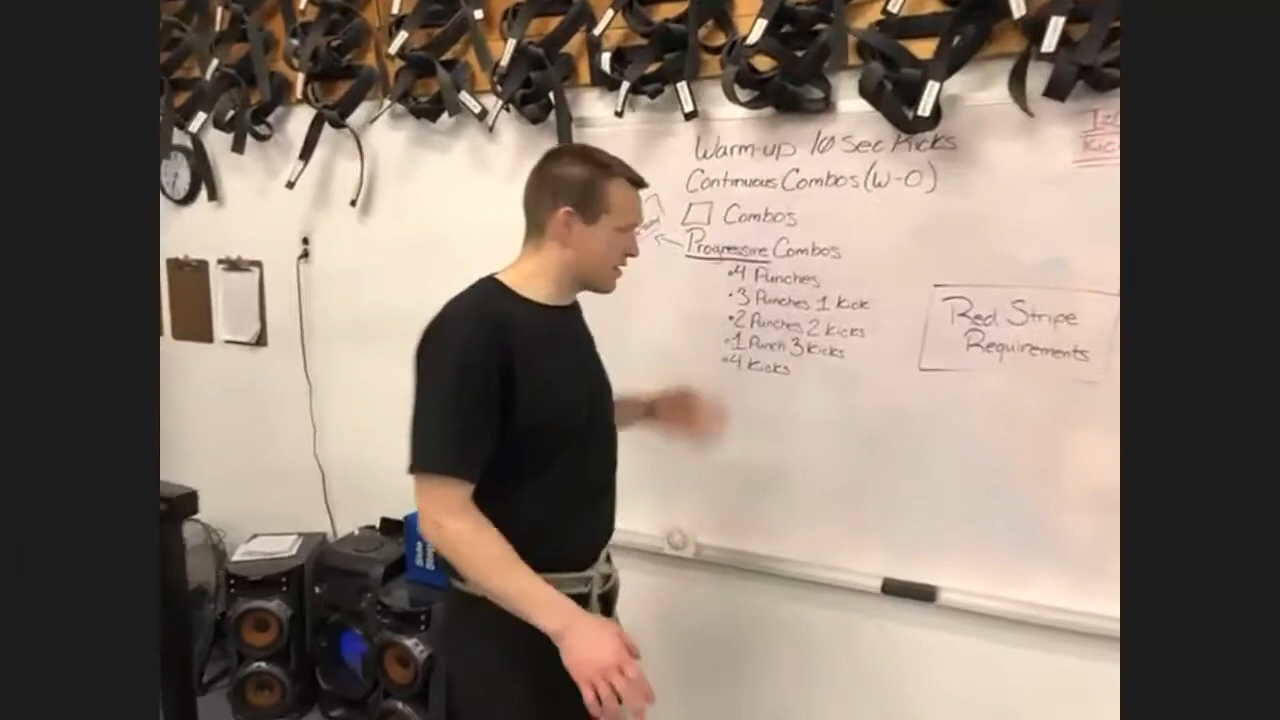 Warm-up 10 Sec Kicks
Continuous Combos (W-O)
Combos
Progressive Combos
• 4 Punches
• 3 Punches 1 Kick
• 2 Punches 2 Kicks
• 1 Punch 3 Kicks
• 4 Kicks
Red Stripe
Requirements